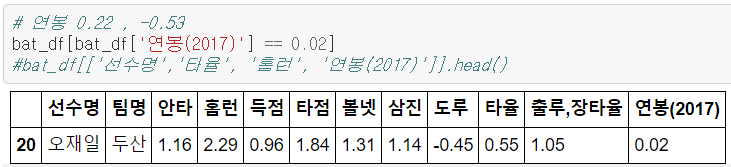 # 연봉 0.22 , -0.53
bat_df[bat_df['연봉(2017)'] == 0.02]
#bat_df[['선수명','타율', '홈런', '연봉(2017)']].head()
선수명 팀명 안타 홈런 득점 타점 볼넷 삼진 도루 타율 출루,장타율 연봉(2017)
20 오재일 두산 1.16 2.29 0.96 1.84 1.31 1.14 -0.45 0.55 1.05 0.02